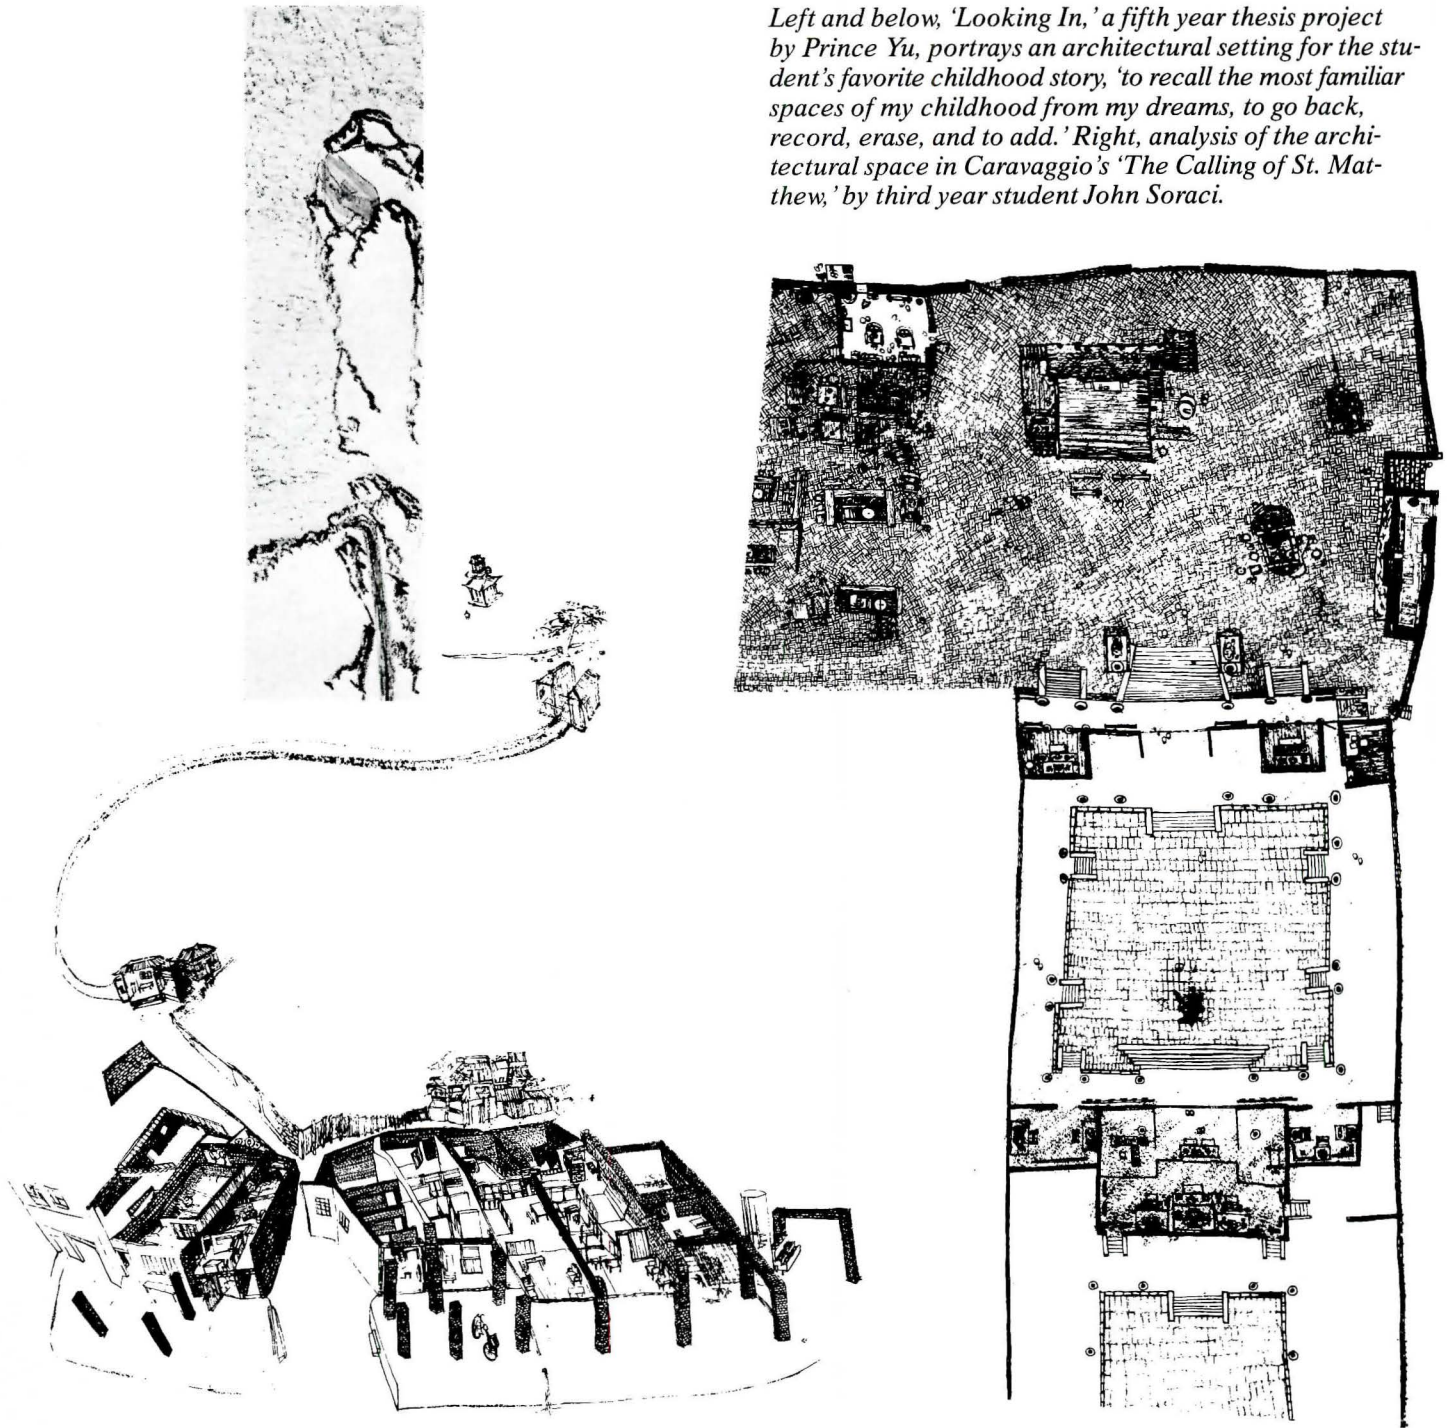 Left and below, ‘Looking In,’ a fifth year thesis project
by Prince Yu, portrays an architectural setting for the stu-
dent’s favorite childhood story, ‘to recall the most familiar
spaces of my childhood from my dreams, to go back,
record, erase, and to add.’ Right, analysis of the archi-
tectural space in Caravaggio’s ‘The Calling of St. Mat-
thew,’ by third year student John Soraci.